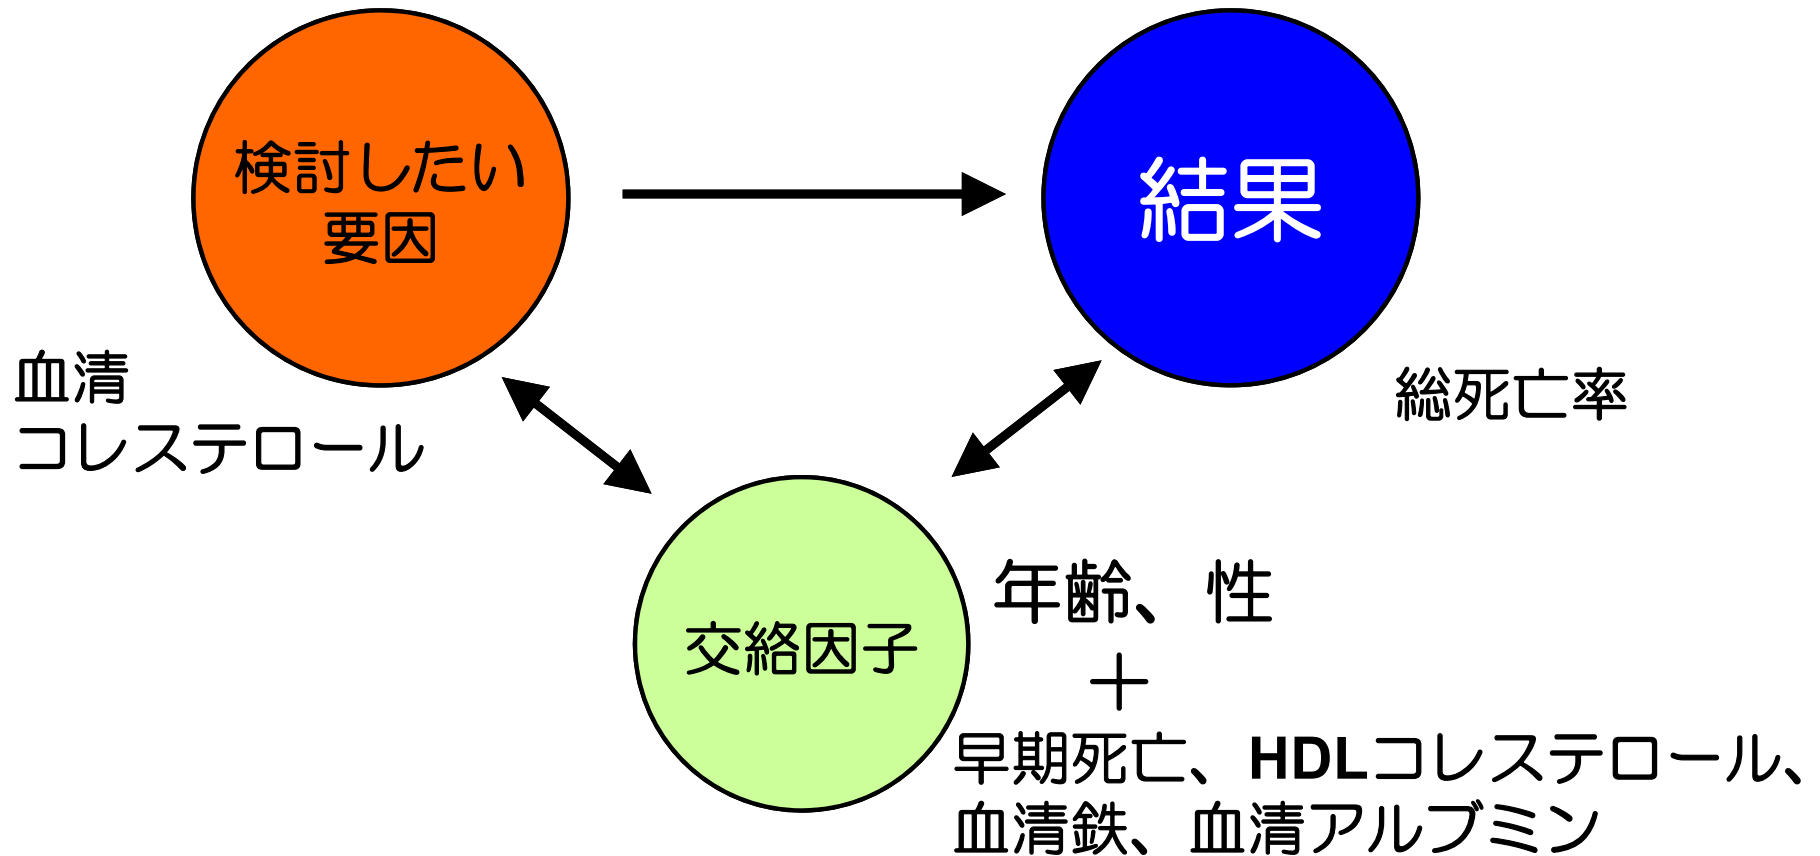 検討したい
要因
結果
血清
コレステロール
総死亡率
交絡因子
年齢、性
＋
早期死亡、HDLコレステロール、
血清鉄、血清アルブミン